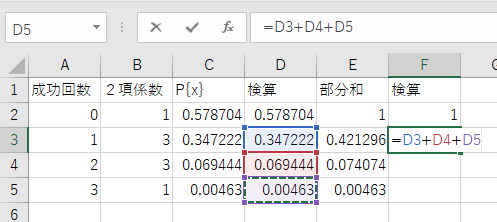 D5 =D3+D4+D5
A B C D E F
1 成功回数 2項係数 P{x} 検算 部分和 検算
2 0 1 0.578704 0.578704 1 1
3 1 3 0.347222 0.347222 0.421296 =D3+D4+D5
4 2 3 0.069444 0.069444 0.074074
5 3 1 0.00463 0.00463 0.00463
6